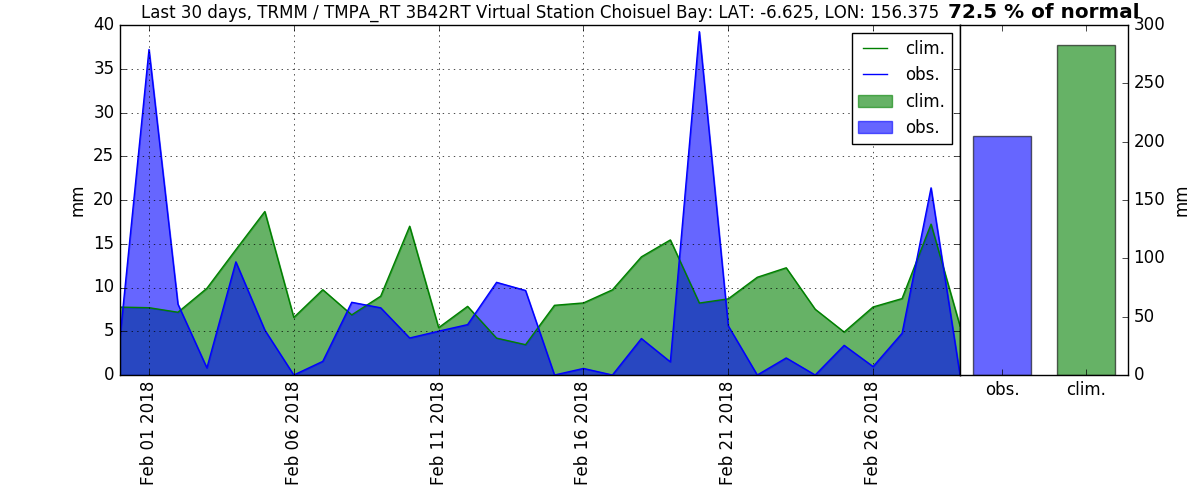 Last 30 days, TRMM / TMPA_RT 3B42RT Virtual Station Choisuel Bay: LAT: -6.625, LON: 156.375 72.5 % of normal
40
35
30
25
20
15
10
5
0
mm
clim.
obs.
clim.
obs.
300
250
200
150
100
50
0
mm
obs. clim.
Feb 01 2018
Feb 06 2018
Feb 11 2018
Feb 16 2018
Feb 21 2018
Feb 26 2018